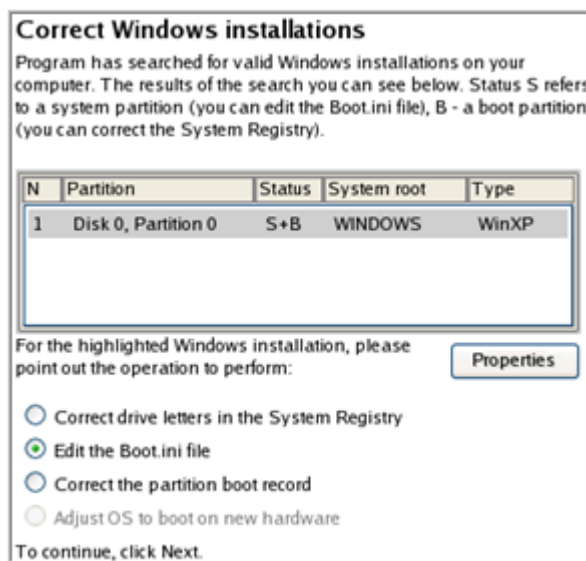 Correct Windows installations
Program has searched for valid Windows installations on your
computer. The results of the search you can see below. Status S refers
to a system partition (you can edit the Boot.ini file), B - a boot partition
(you can correct the System Registry).
N Partition Status System root Type
1 Disk 0, Partition 0 S+B WINDOWS WinXP
For the highlighted Windows installation, please
point out the operation to perform:
Properties
Correct drive letters in the System Registry
Edit the Boot.ini file
Correct the partition boot record
Adjust OS to boot on new hardware
To continue, click Next.